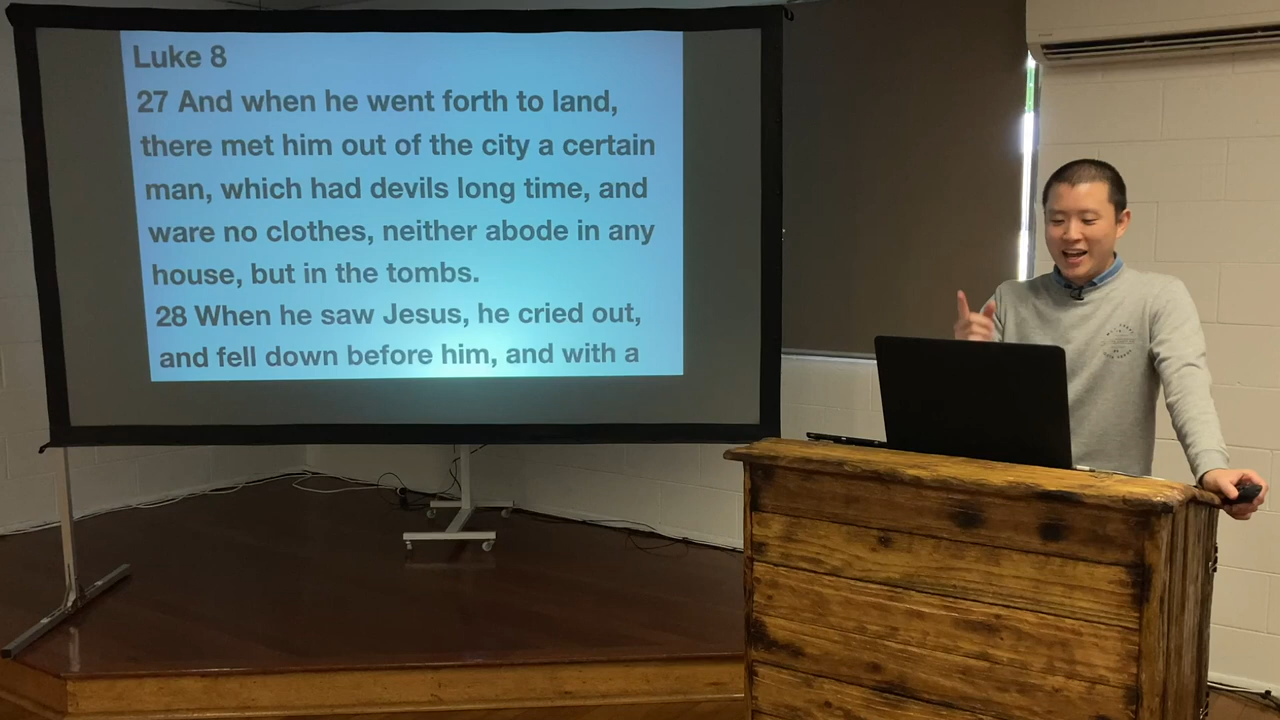 Luke 8
27 And when he went forth to land,
there met him out of the city a certain
man, which had devils long time, and
ware no clothes, neither abode in any
house, but in the tombs.
28 When he saw Jesus, he cried out,
and fell down before him, and with a